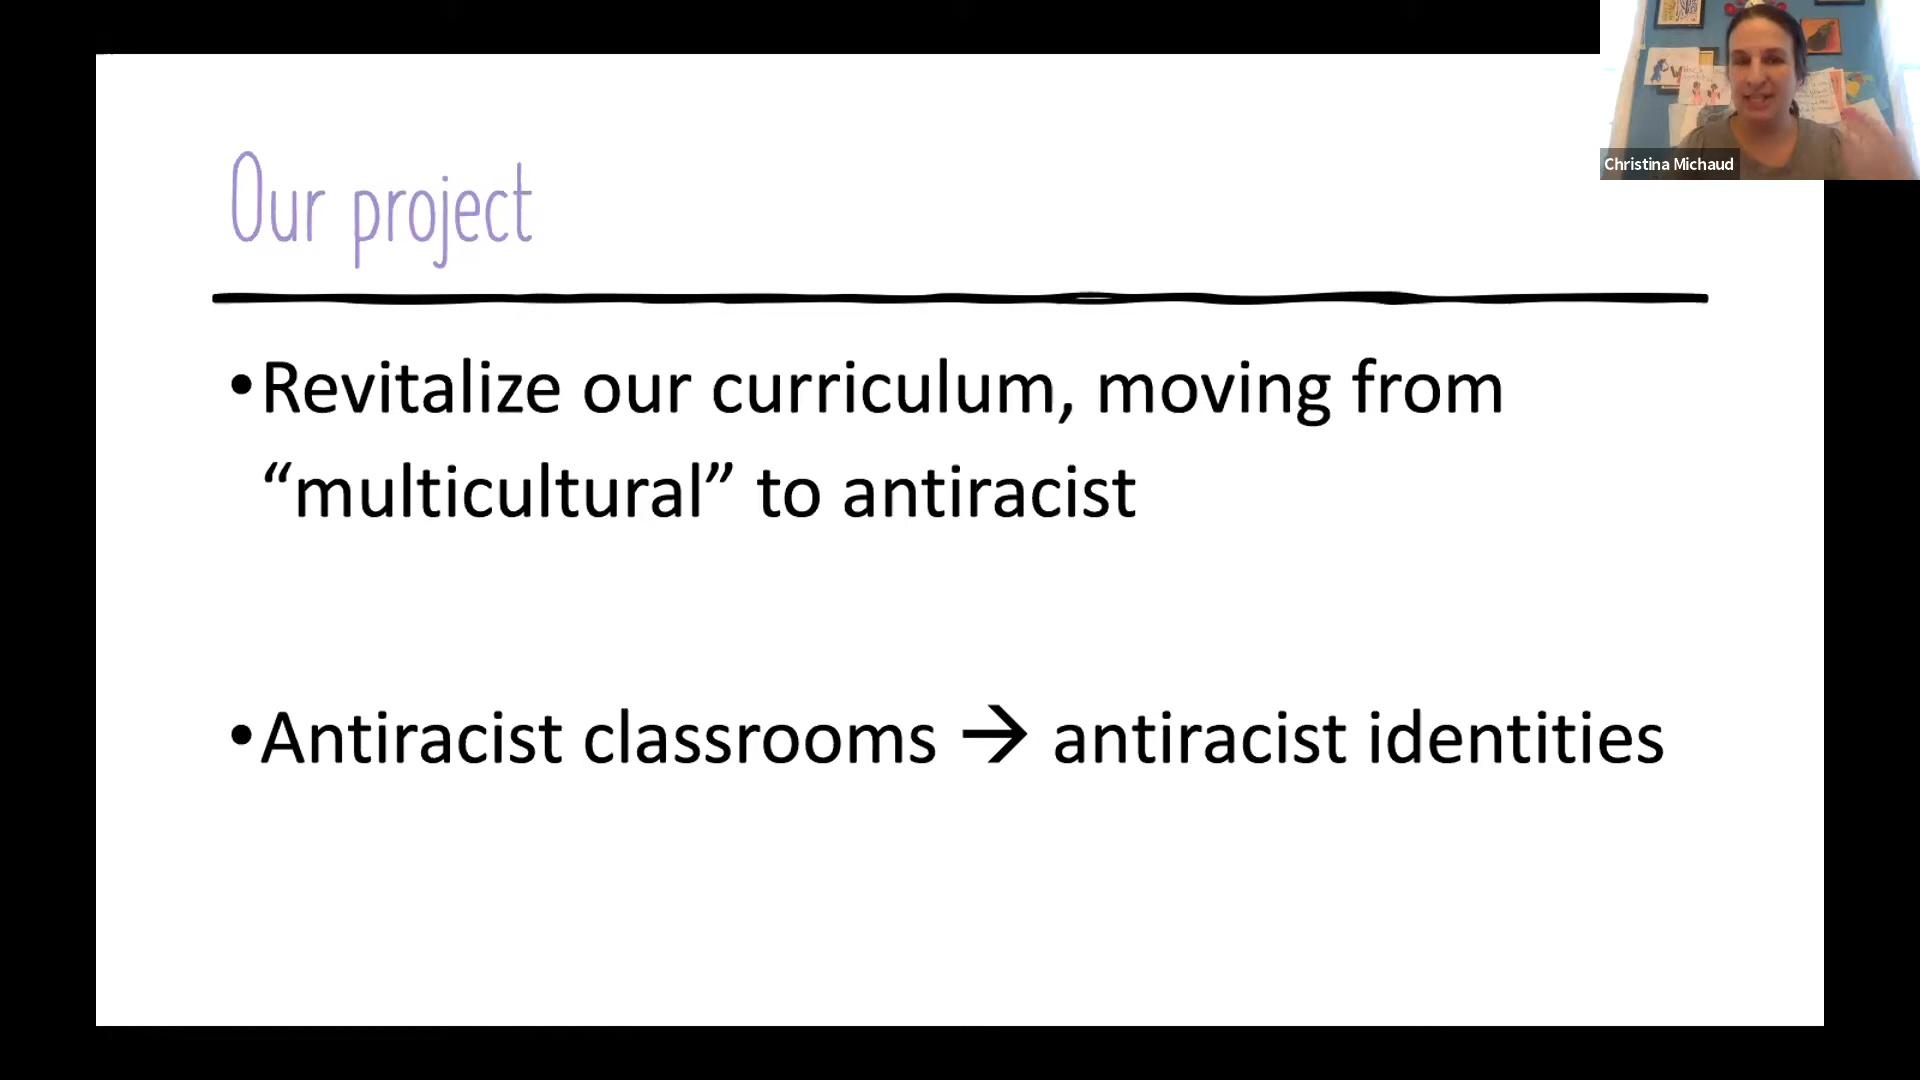 Our project
•Revitalize our curriculum, moving from
“multicultural” to antiracist
•Antiracist classrooms → antiracist identities
Christina Michaud